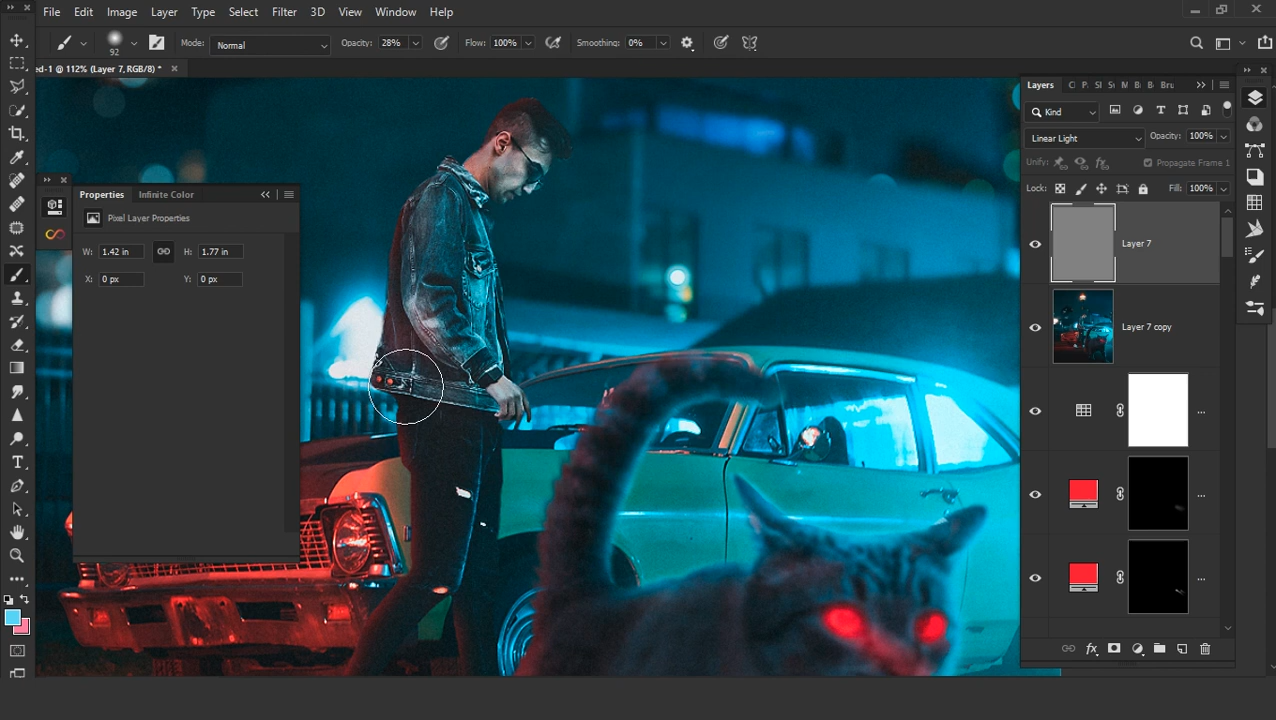 File Edit Image Layer Type Select Filter 3D View Window Help
92 Mode: Normal Opacity: 28% Flow: 100% Smoothing: 0%
ed-1 @ 112% (Layer 7, RGB/8) *
Properties Infinite Color
Pixel Layer Properties
W: 1.42 in H: 1.77 in
X: 0 px Y: 0 px
Layers C P SI S M B B Bru
Kind
Linear Light Opacity: 100%
Unify: Propagate Frame 1
Lock: Fill: 100%
Layer 7
Layer 7 copy